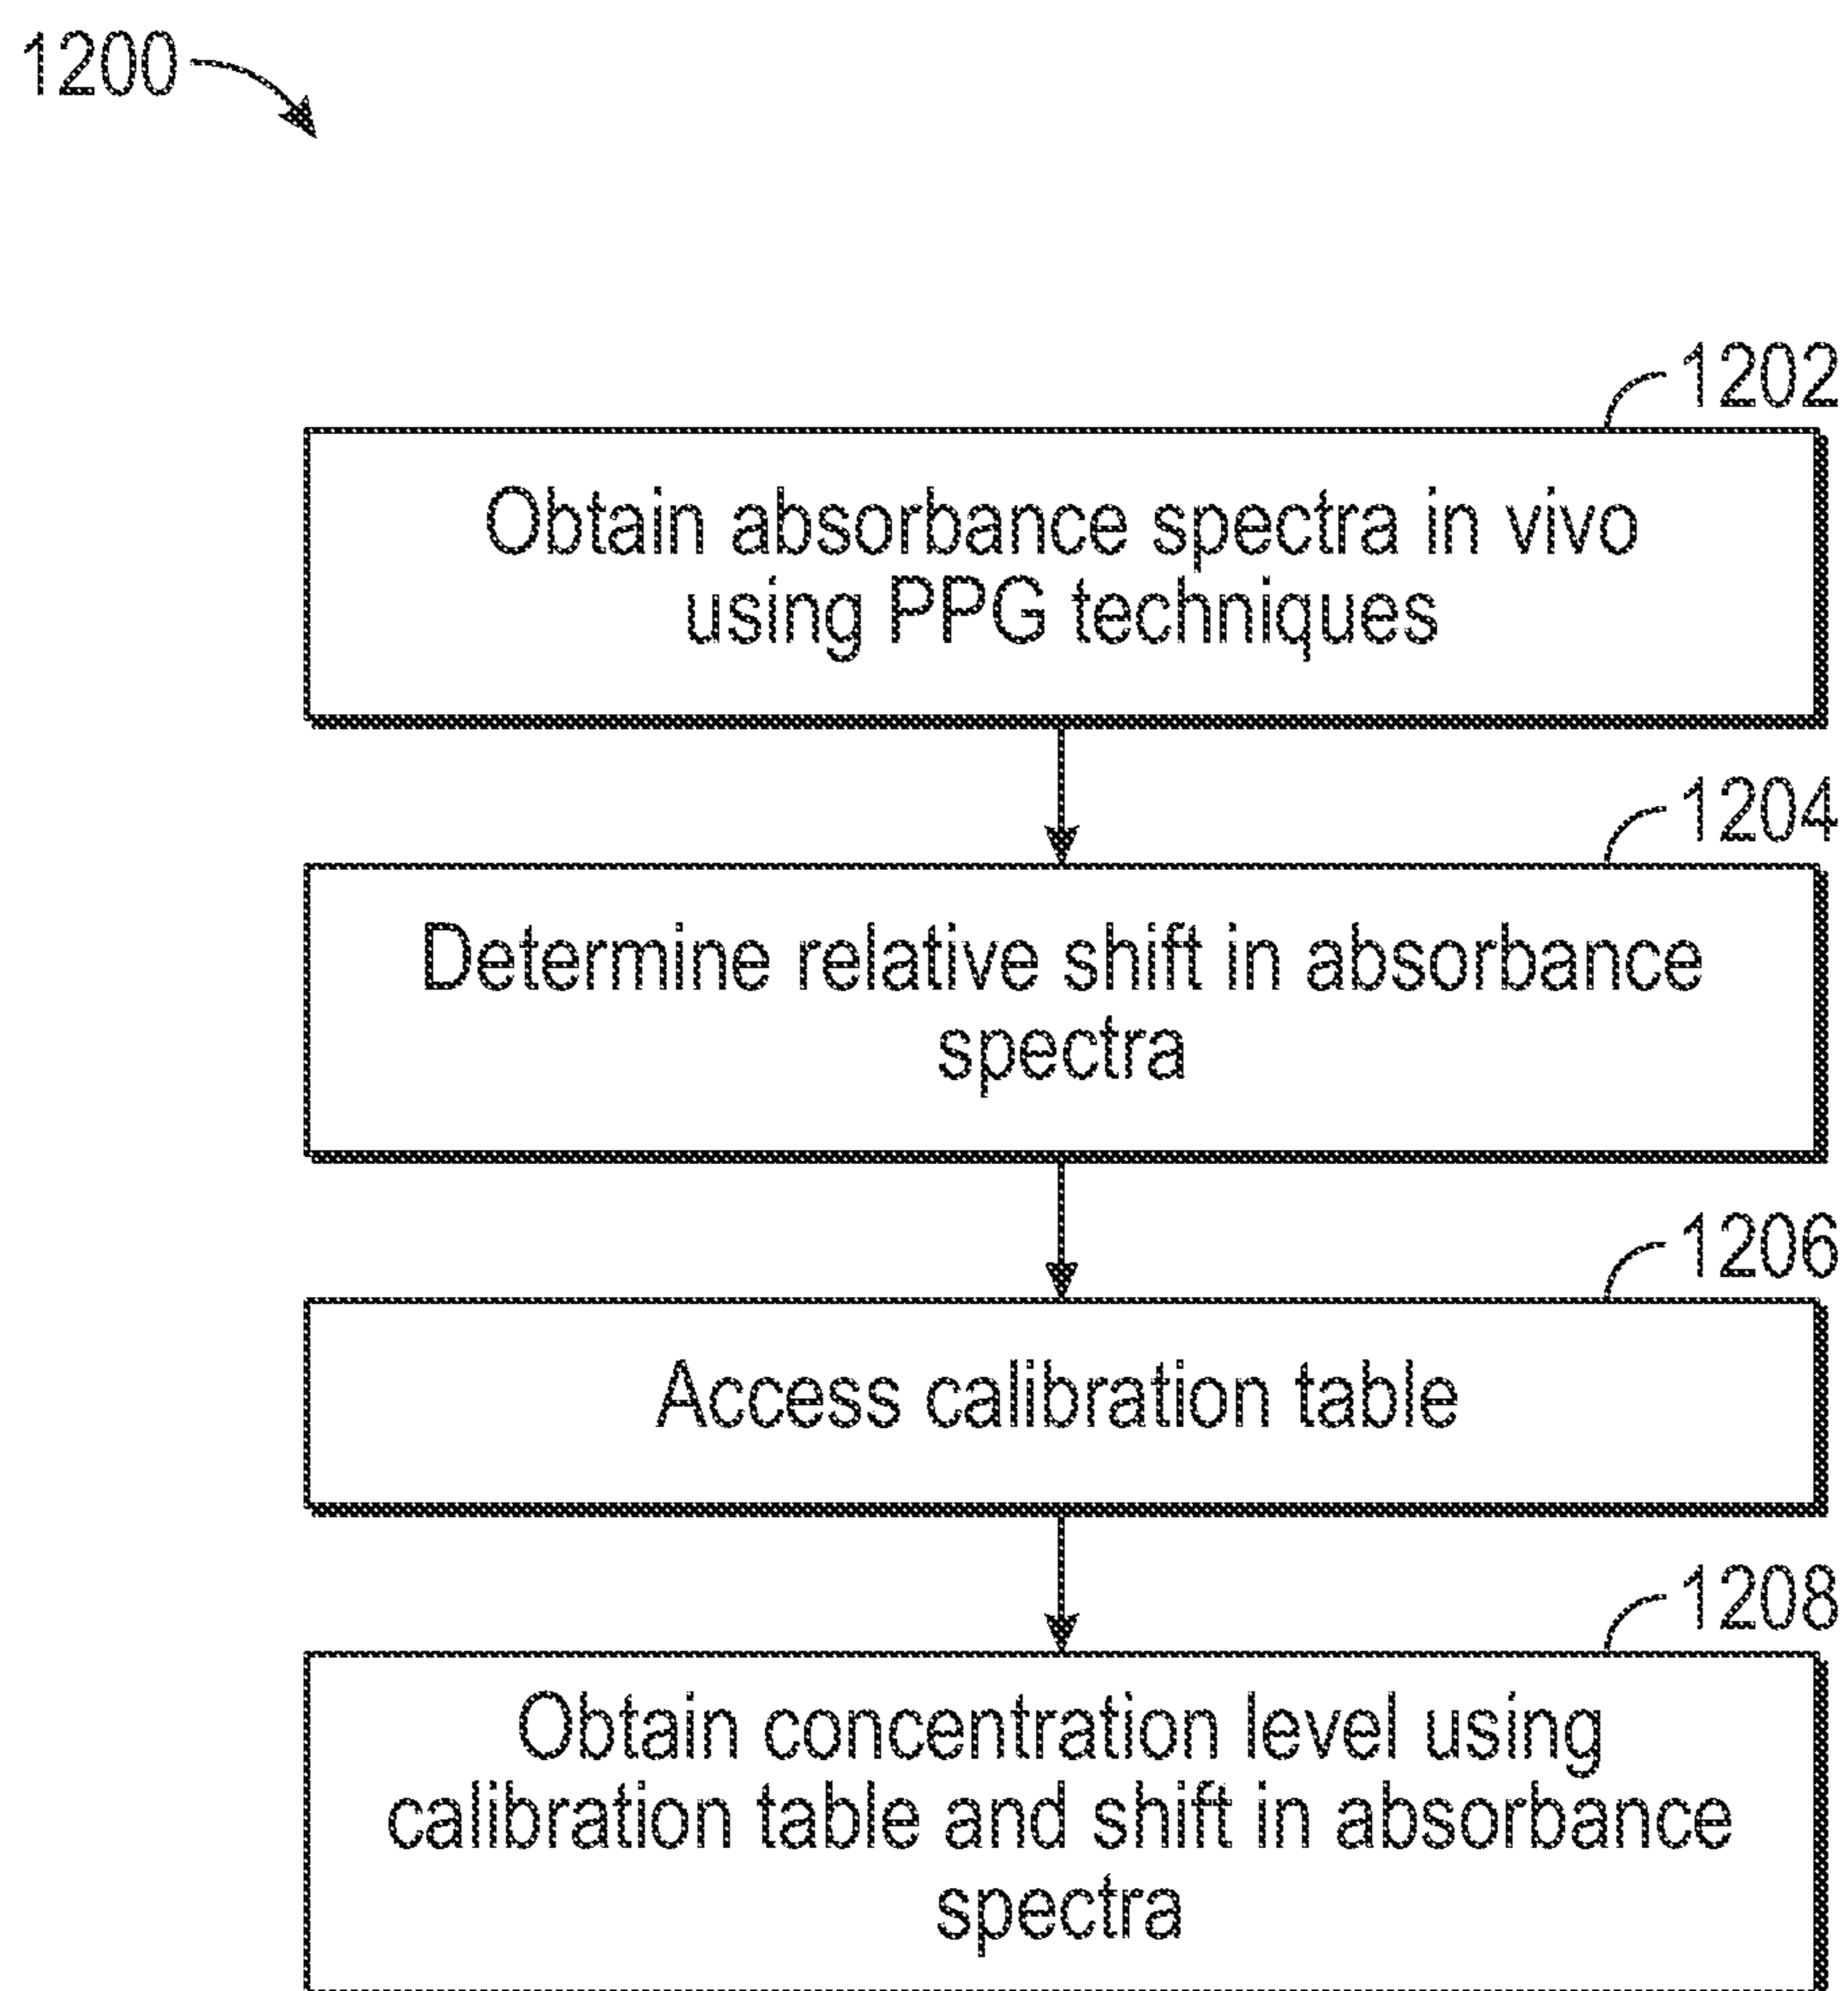 1200
1202
Obtain absorbance spectra in vivo
using PPG techniques
1204
Determine relative shift in absorbance
spectra
1206
Access calibration table
1208
Obtain concentration level using
calibration table and shift in absorbance
spectra